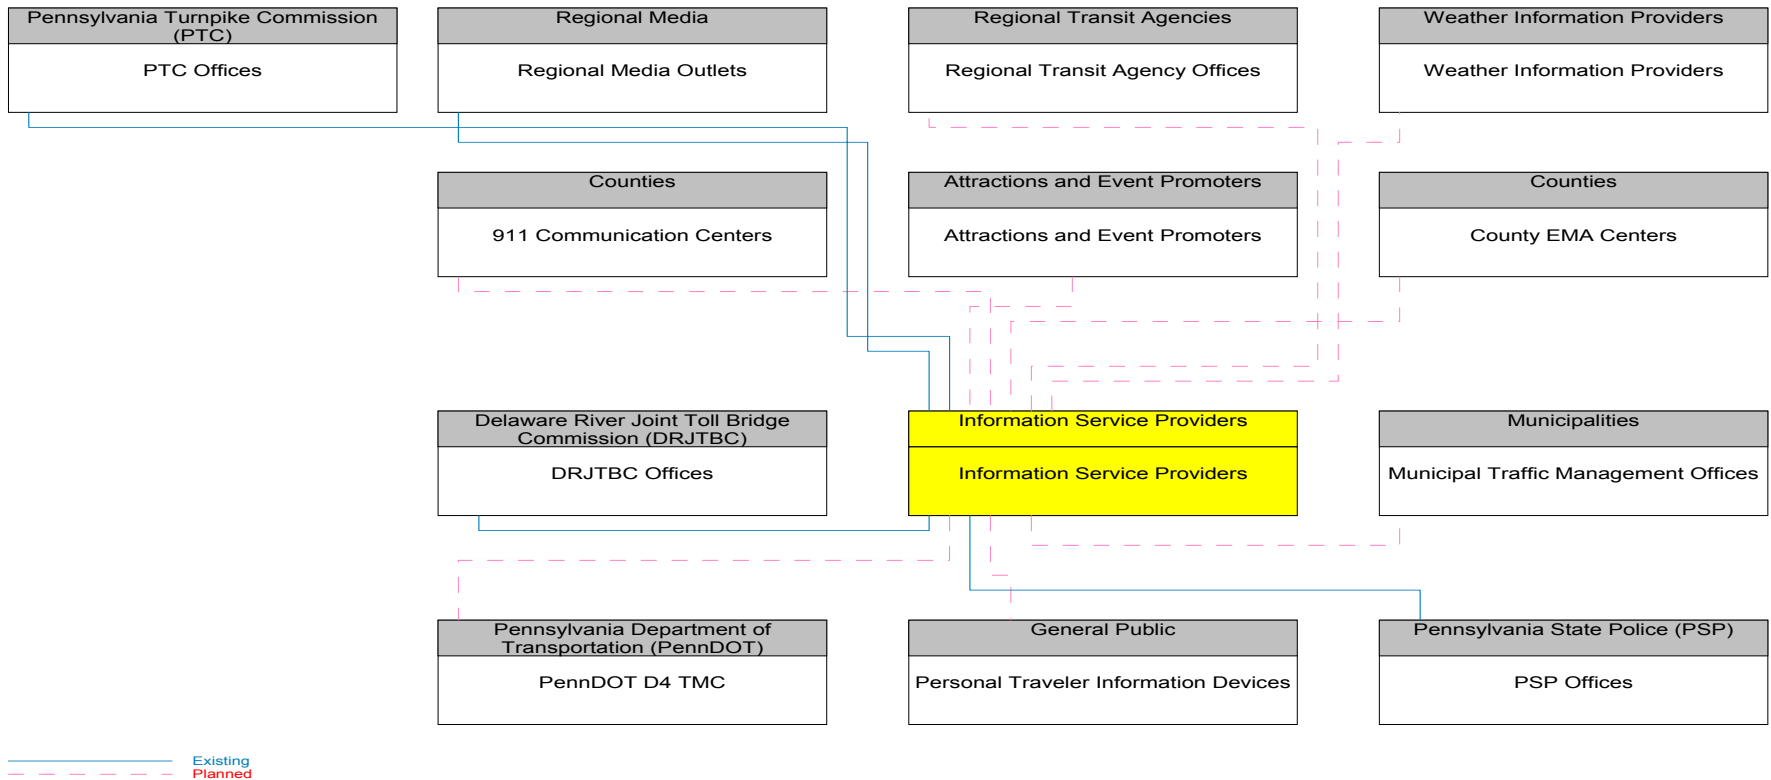 Pennsylvania Turnpike Commission
(PTC)
PTC Offices
Regional Media
Regional Media Outlets
Regional Transit Agencies
Regional Transit Agency Offices
Weather Information Providers
Weather Information Providers
Counties
911 Communication Centers
Attractions and Event Promoters
Attractions and Event Promoters
Counties
County EMA Centers
Delaware River Joint Toll Bridge
Commission (DRJTBC)
DRJTBC Offices
Information Service Providers
Information Service Providers
Municipalities
Municipal Traffic Management Offices
Pennsylvania Department of
Transportation (PennDOT)
PennDOT D4 TMC
General Public
Personal Traveler Information Devices
Pennsylvania State Police (PSP)
PSP Offices
Existing
Planned